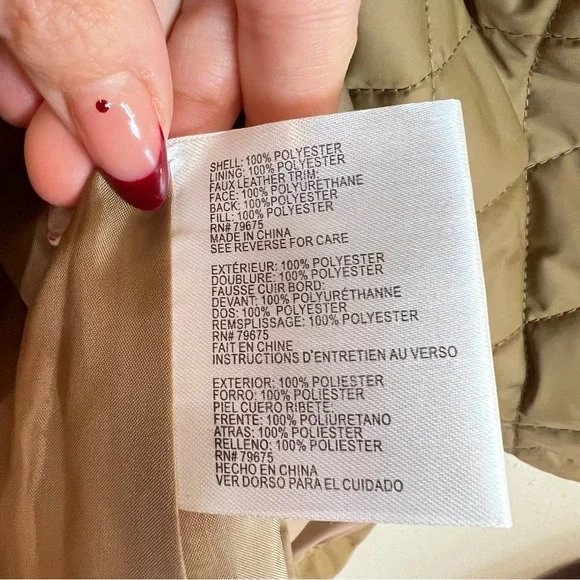 SHELL: 100% POLYESTER
LINING: 100% POLYESTER
FAUX LEATHER TRIM:
FACE: 100% POLYURETHANE
BACK: 100%POLYESTER
FILL: 100% POLYESTER
RN# 79675
MADE IN CHINA
SEE REVERSE FOR CARE
EXTÉRIEUR: 100% POLYESTER
DOUBLURE: 100% POLYESTER
FAUSSE CUIR BORD:
DEVANT: 100% POLYURÉTHANNE
DOS: 100% POLYESTER
REMSPLISSAGE: 100% POLYESTER
RN# 79675
FAIT EN CHINE
INSTRUCTIONS D'ENTRETIEN AU VERSO
EXTERIOR: 100% POLIESTER
FORRO: 100% POLIESTER
PIEL CUERO RIBETE:
FRENTE: 100% POLIURETANO
ATRAS: 100% POLIESTER
RELLENO: 100% POLIESTER
RN# 79675
HECHO EN CHINA
VER DORSO PARA EL CUIDADO